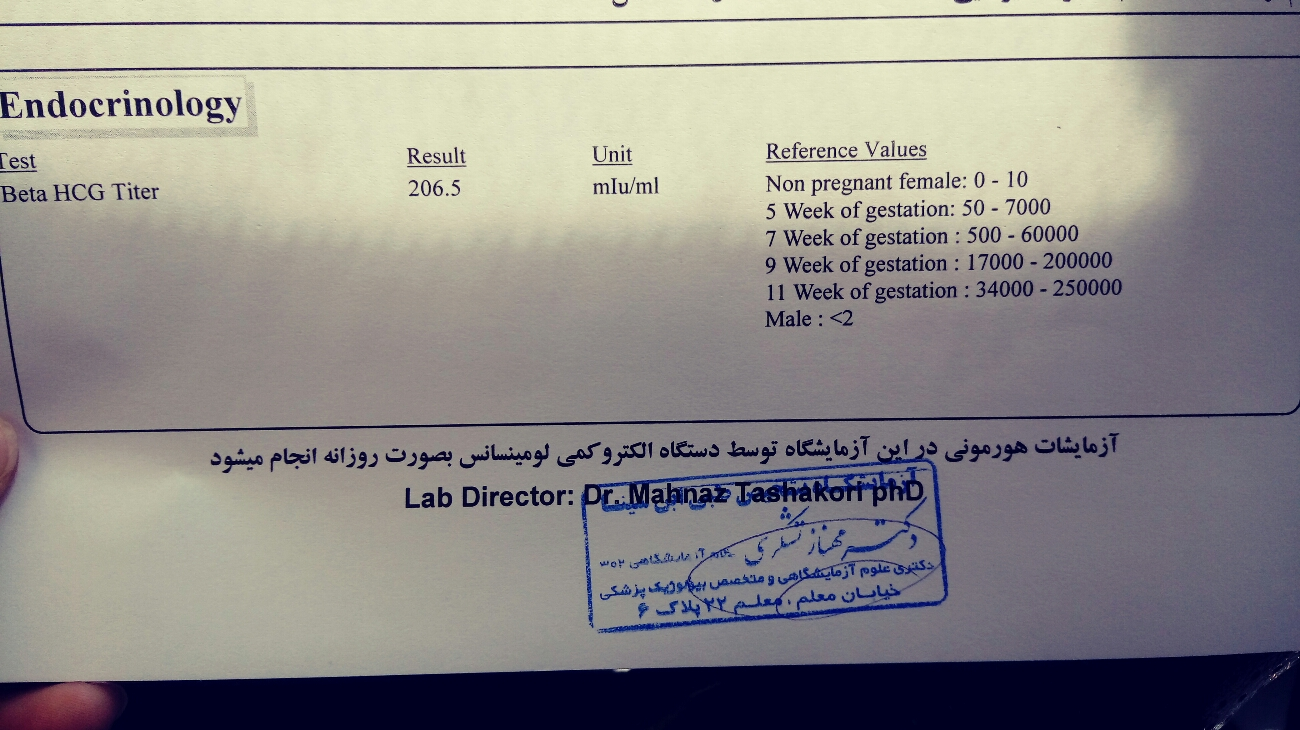 Endocrinology
Test Result Unit Reference Values
Beta HCG Titer 206.5 mIu/ml Non pregnant female: 0 - 10
5 Week of gestation: 50 - 7000
7 Week of gestation : 500 - 60000
9 Week of gestation : 17000 - 200000
11 Week of gestation : 34000 - 250000
Male : <2
آزمایشات هورمونی در این آزمایشگاه توسط دستگاه الکتروکمی لومینسانس بصورت روزانه انجام میشود
Lab Director: Dr. Mahnaz Tashakori phD
دکتر مهناز تشکری
آزمایشگاهی ۳۰۲
دکتری علوم آزمایشگاهی و متخصص بیولوژیک پزشکی
خیابان معلم ، معلم ۲۲ پلاک ۶